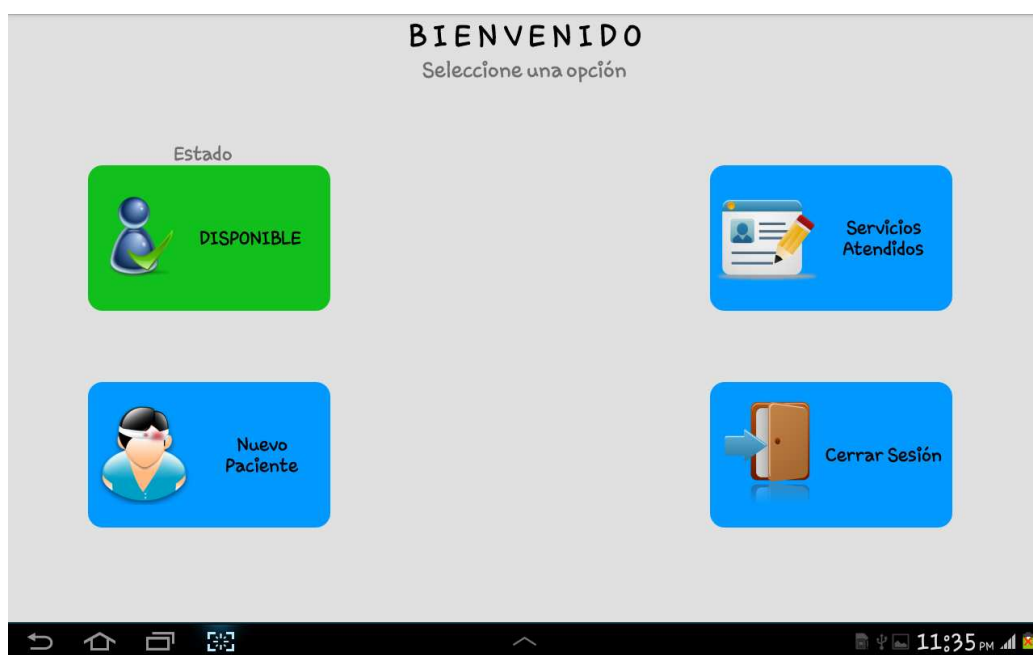 BIENVENIDO
Seleccione una opción
Estado
DISPONIBLE
Servicios
Atendidos
Nuevo
Paciente
Cerrar Sesión
11:35 PM